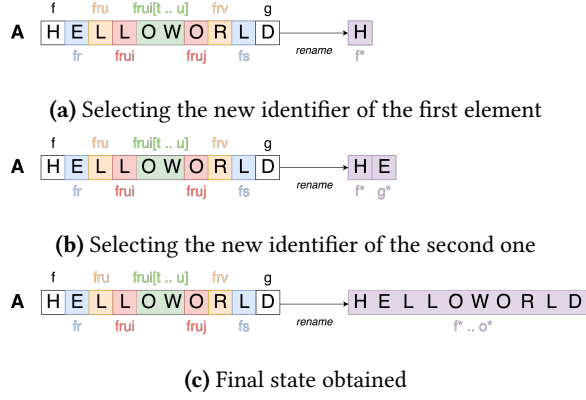 f fru frui[t .. u] frv g
A H E L L O W O R L D rename H
fr frui fruj fs f*
(a) Selecting the new identifier of the first element
f fru frui[t .. u] frv g
A H E L L O W O R L D rename H E
fr frui fruj fs f* g*
(b) Selecting the new identifier of the second one
f fru frui[t .. u] frv g
A H E L L O W O R L D rename H E L L O W O R L D
fr frui fruj fs f* .. o*
(c) Final state obtained